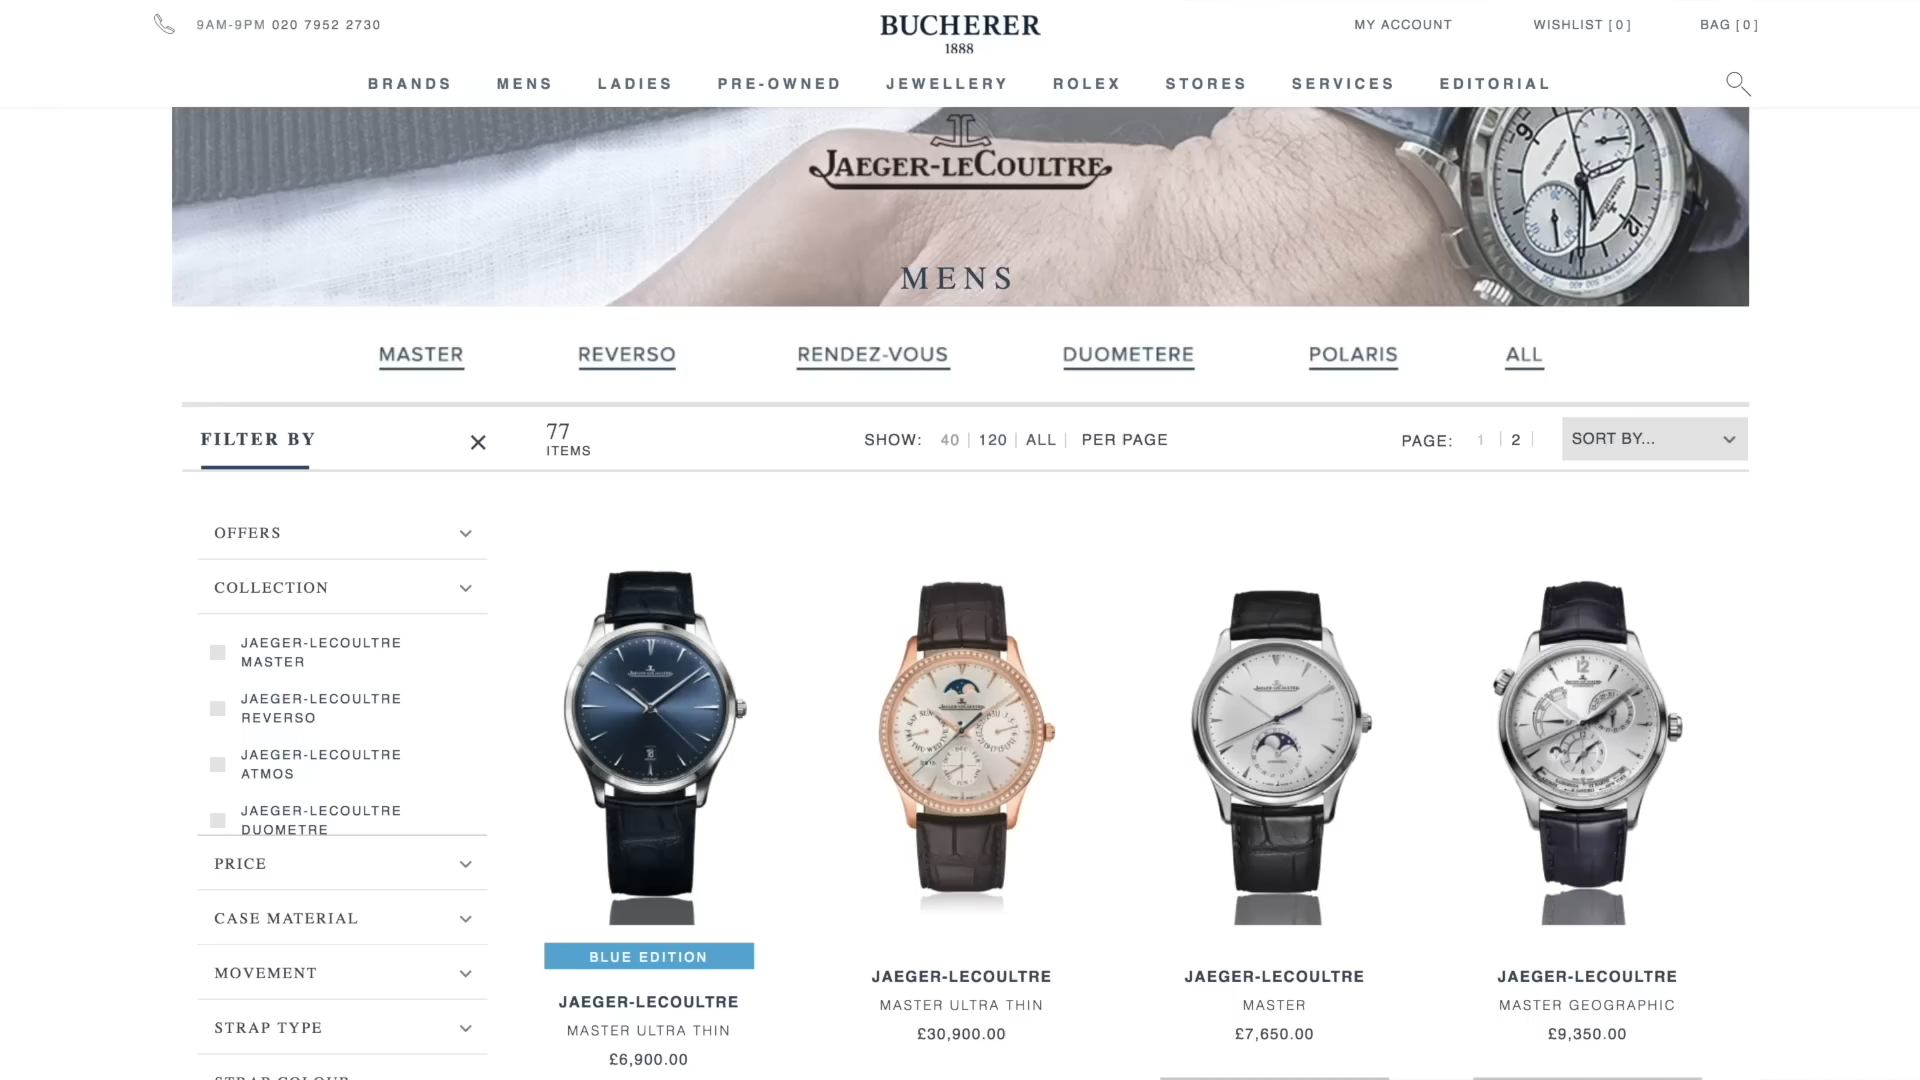 9AM-9PM 020 7952 2730
BUCHERER
1888
MY ACCOUNT
WISHLIST [ 0 ]
BAG [ 0 ]
BRANDS MENS LADIES PRE-OWNED JEWELLERY ROLEX STORES SERVICES EDITORIAL
JAEGER-LECOULTRE
MENS
MASTER REVERSO RENDEZ-VOUS DUOMETERE POLARIS ALL
FILTER BY
77
ITEMS
SHOW: 40 | 120 | ALL | PER PAGE
PAGE: 1 | 2 |
SORT BY...
OFFERS
COLLECTION
JAEGER-LECOULTRE
MASTER
JAEGER-LECOULTRE
REVERSO
JAEGER-LECOULTRE
ATMOS
JAEGER-LECOULTRE
DUOMETRE
PRICE
CASE MATERIAL
MOVEMENT
STRAP TYPE
STRAP COLOUR
BLUE EDITION
JAEGER-LECOULTRE
MASTER ULTRA THIN
£6,900.00
JAEGER-LECOULTRE
MASTER ULTRA THIN
£30,900.00
JAEGER-LECOULTRE
MASTER
£7,650.00
JAEGER-LECOULTRE
MASTER GEOGRAPHIC
£9,350.00